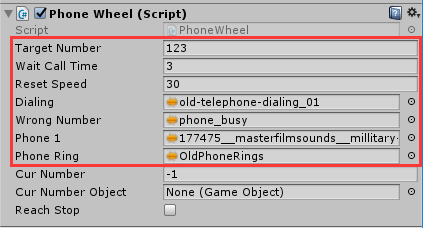 Phone Wheel (Script)
Script PhoneWheel
Target Number 123
Wait Call Time 3
Reset Speed 30
Dialing old-telephone-dialing_01
Wrong Number phone_busy
Phone 1 177475__masterfilmsounds__millitary-
Phone Ring OldPhoneRings
Cur Number -1
Cur Number Object None (Game Object)
Reach Stop